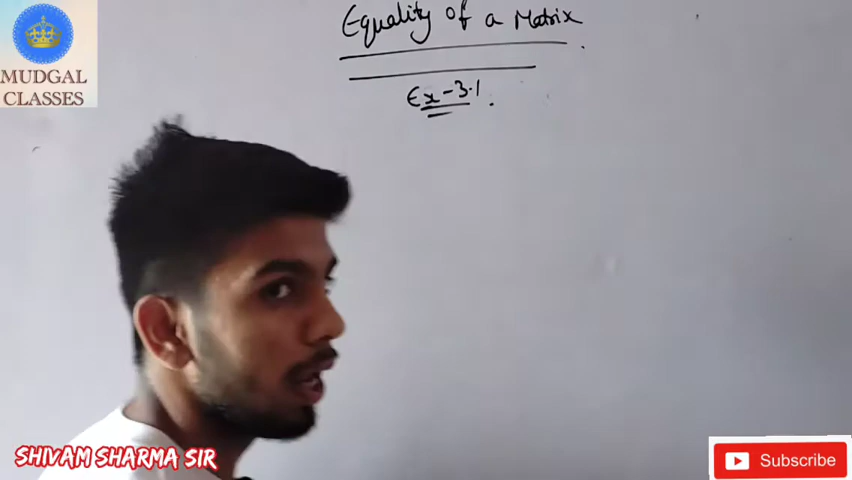 Equality of a Matrix
Ex-3.1.
MUDGAL
CLASSES
SHIVAM SHARMA SIR
Subscribe